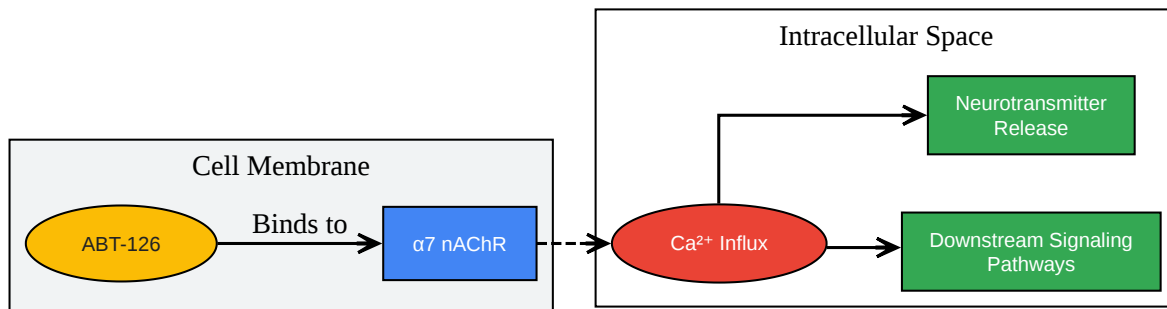 Intracellular Space
Neurotransmitter
Release
Cell Membrane
Binds to
ABT-126
α7 nAChR
Ca²⁺ Influx
Downstream Signaling
Pathways